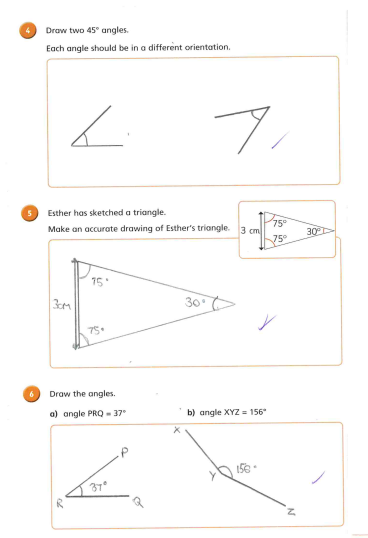 4 Draw two 45° angles.
Each angle should be in a different orientation.
5 Esther has sketched a triangle.
Make an accurate drawing of Esther's triangle.
3 cm 75° 75° 30°
3cm 75° 75° 30°
6 Draw the angles.
a) angle PRQ = 37° b) angle XYZ = 156°
P
R 37° Q
X
Y 156°
Z